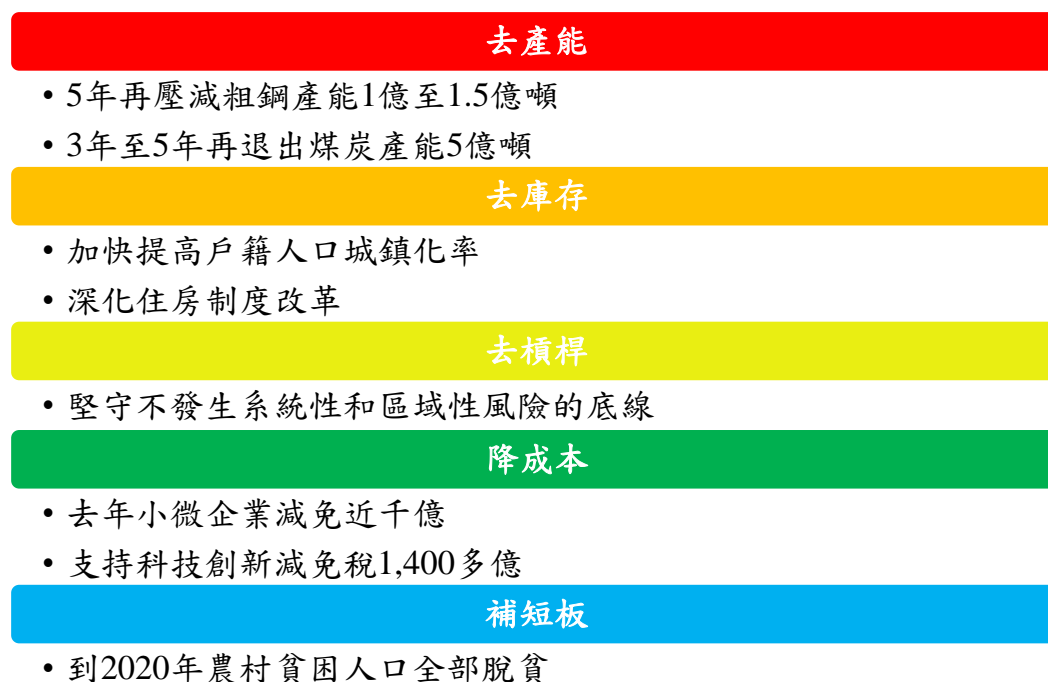 去產能
• 5年再壓減粗鋼產能1億至1.5億噸
• 3年至5年再退出煤炭產能5億噸
去庫存
• 加快提高戶籍人口城鎮化率
• 深化住房制度改革
去槓桿
• 堅守不發生系統性和區域性風險的底線
降成本
• 去年小微企業減免近千億
• 支持科技創新減免稅1,400多億
補短板
• 到2020年農村貧困人口全部脫貧